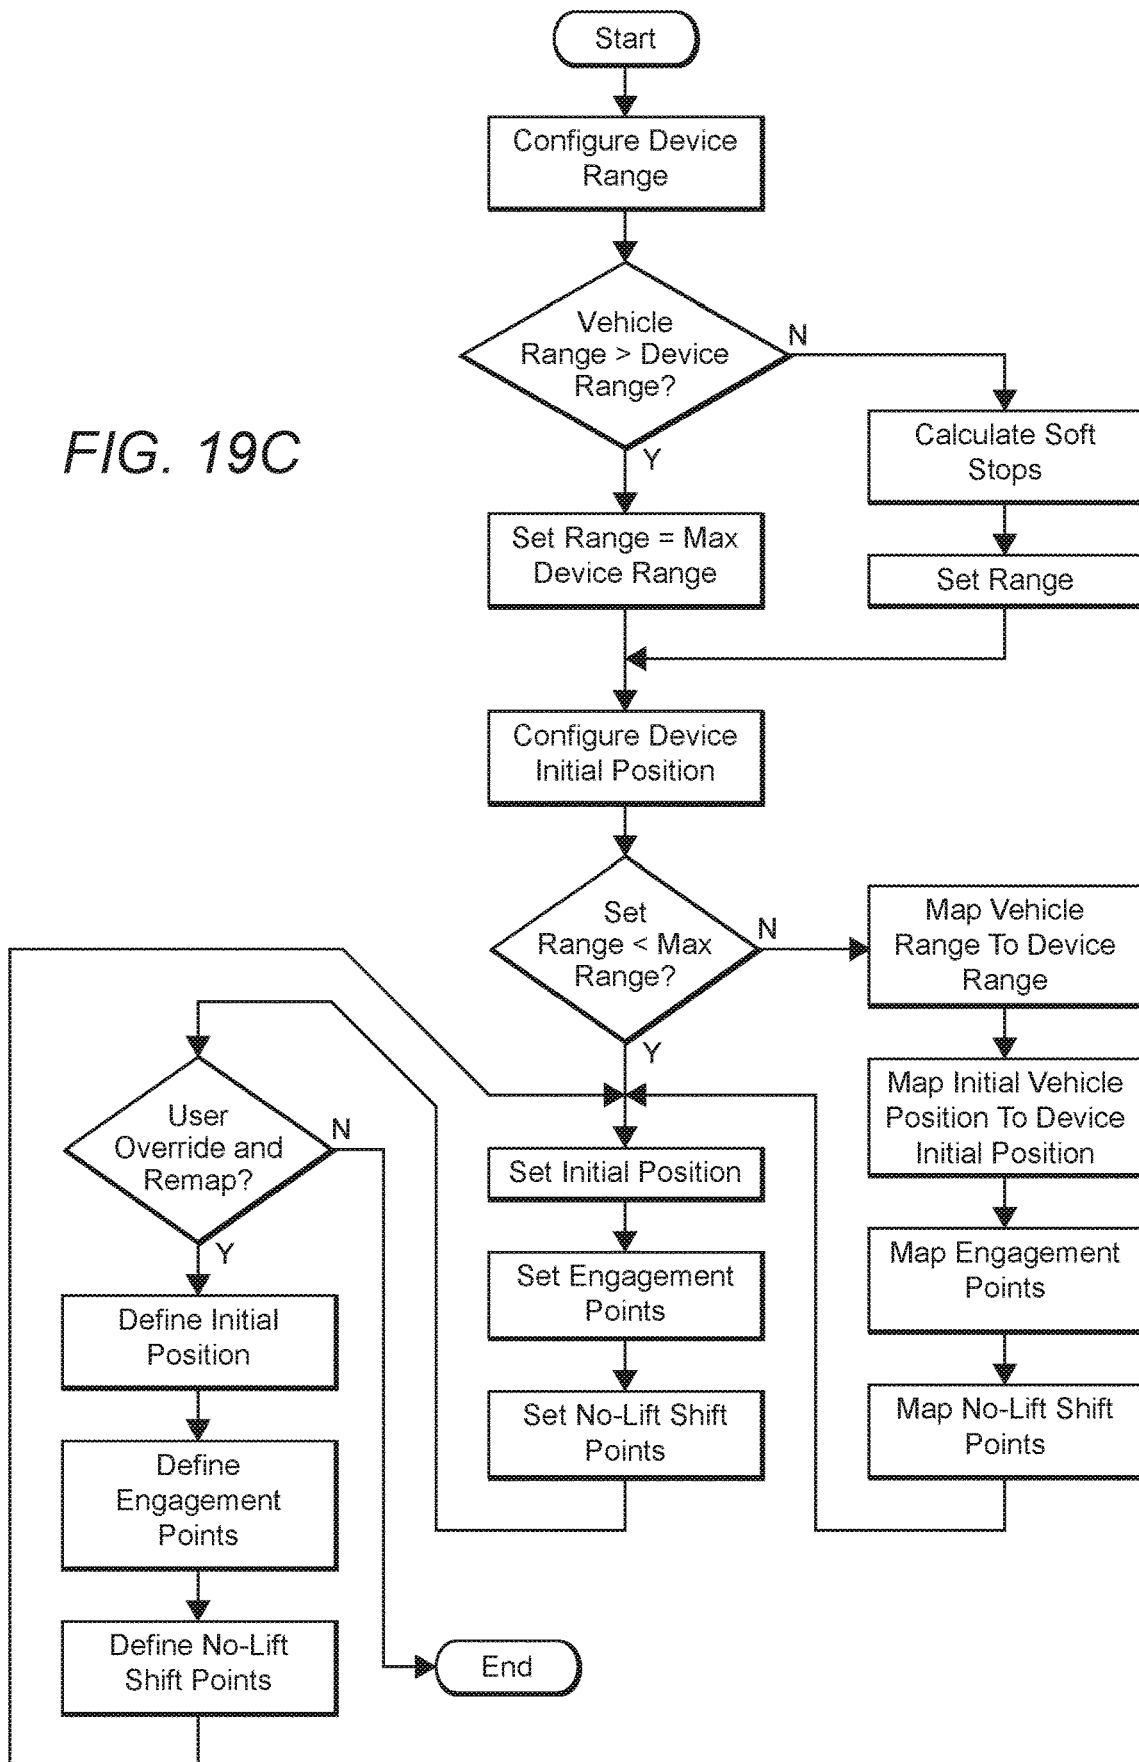 Start
Configure Device
Range
Vehicle
Range > Device
Range?
N
Y
Calculate Soft
Stops
Set Range
FIG. 19C
Set Range = Max
Device Range
Configure Device
Initial Position
Set
Range < Max
Range?
N
Y
Map Vehicle
Range To Device
Range
Map Initial Vehicle
Position To Device
Initial Position
Map Engagement
Points
Map No-Lift Shift
Points
Set Initial Position
Set Engagement
Points
Set No-Lift Shift
Points
User
Override and
Remap?
N
Y
Define Initial
Position
Define
Engagement
Points
Define No-Lift
Shift Points
End